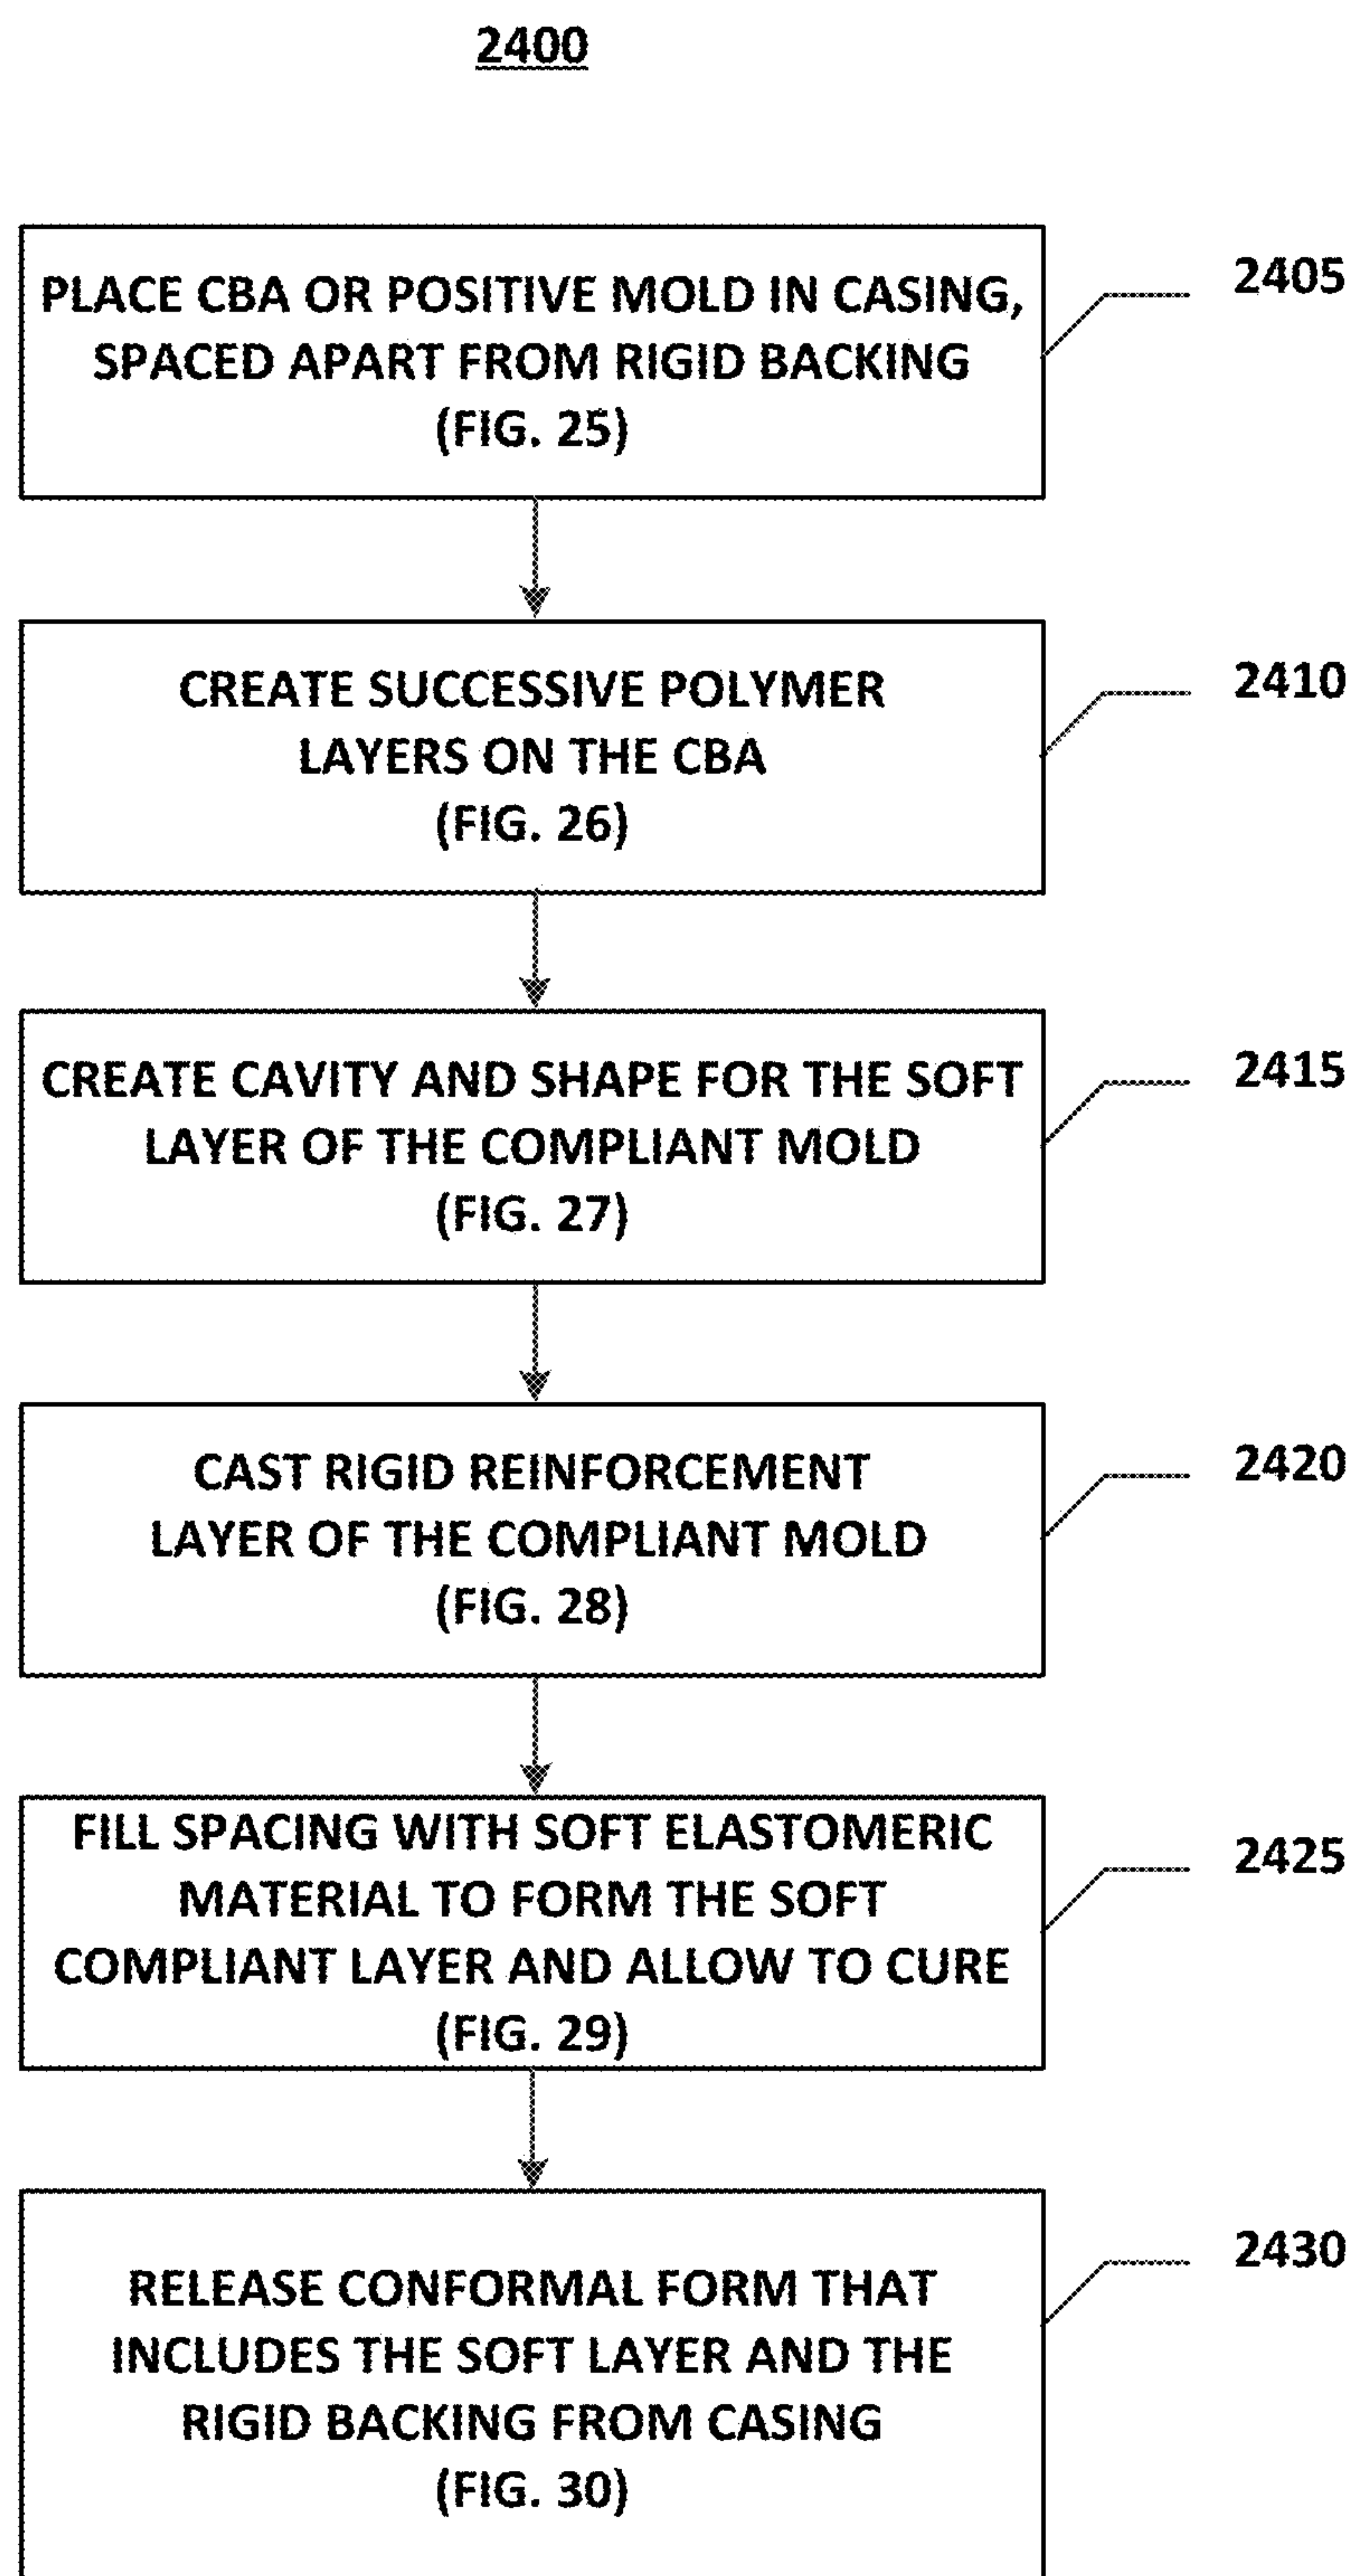 2400
PLACE CBA OR POSITIVE MOLD IN CASING,
SPACED APART FROM RIGID BACKING
(FIG. 25)
2405
CREATE SUCCESSIVE POLYMER
LAYERS ON THE CBA
(FIG. 26)
2410
CREATE CAVITY AND SHAPE FOR THE SOFT
LAYER OF THE COMPLIANT MOLD
(FIG. 27)
2415
CAST RIGID REINFORCEMENT
LAYER OF THE COMPLIANT MOLD
(FIG. 28)
2420
FILL SPACING WITH SOFT ELASTOMERIC
MATERIAL TO FORM THE SOFT
COMPLIANT LAYER AND ALLOW TO CURE
(FIG. 29)
2425
RELEASE CONFORMAL FORM THAT
INCLUDES THE SOFT LAYER AND THE
RIGID BACKING FROM CASING
(FIG. 30)
2430